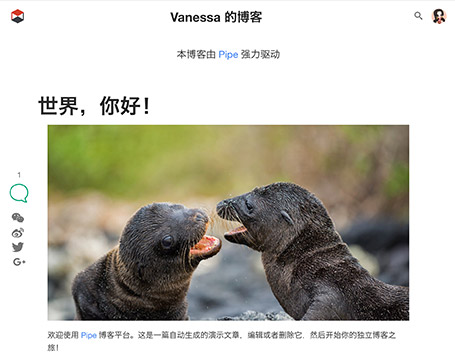 Vanessa 的博客
本博客由 Pipe 强力驱动
世界，你好！
1
G+
欢迎使用 Pipe 博客平台。这是一篇自动生成的演示文章，编辑或者删除它，然后开始你的独立博客之
旅！